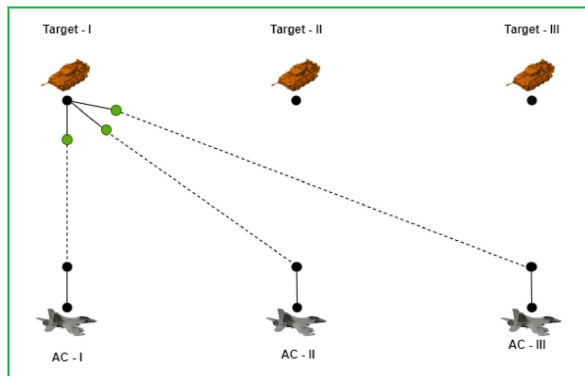 Target - I
Target - II
Target - III
AC - I
AC - II
AC - III